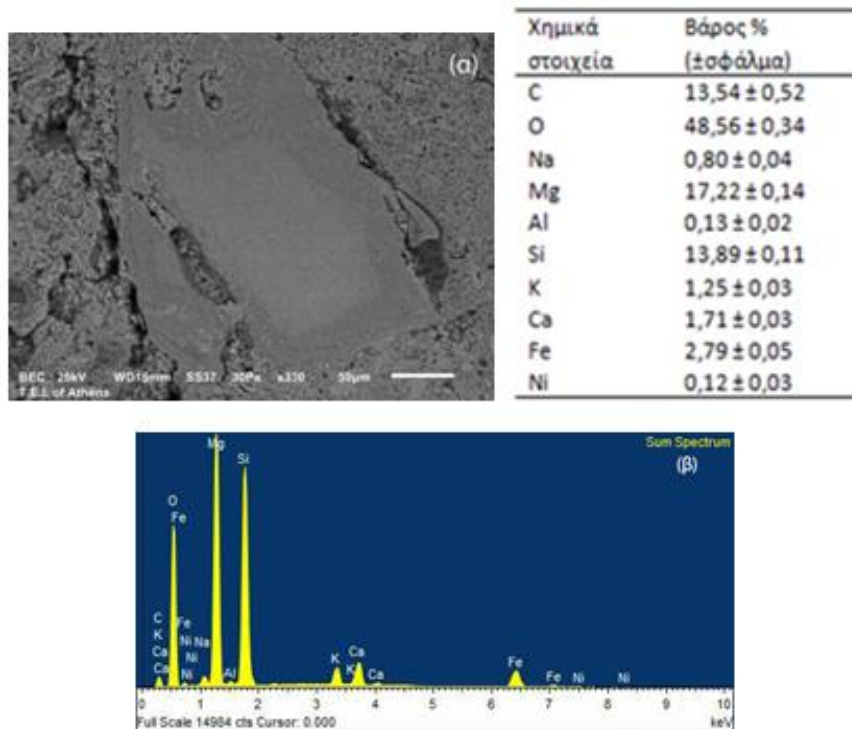 (α)
BEC 25kV WD15mm SS37 30Pa x330 50μm
T.E.I. of Athens
Χημικά στοιχεία Βάρος % (±σφάλμα)
C 13,54 ± 0,52
O 48,56 ± 0,34
Na 0,80 ± 0,04
Mg 17,22 ± 0,14
Al 0,13 ± 0,02
Si 13,89 ± 0,11
K 1,25 ± 0,03
Ca 1,71 ± 0,03
Fe 2,79 ± 0,05
Ni 0,12 ± 0,03
Sum Spectrum
(β)
Mg
Si
O
Fe
C Fe
K Ni Na
Ca Ni
Ca Ni Al
K Ca
K Ca
Fe
Fe Ni Ni
0 1 2 3 4 5 6 7 8 9 10
Full Scale 14984 cts Cursor: 0.000 keV